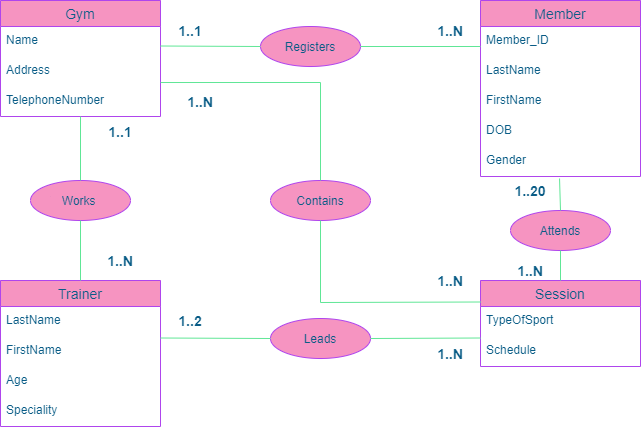 Gym
Name
Address
TelephoneNumber
1..1
Registers
1..N
Member
Member_ID
LastName
FirstName
DOB
Gender
1..N
1..1
Works
1..N
Contains
1..20
Attends
1..N
1..N
Trainer
LastName
FirstName
Age
Speciality
1..2
Leads
1..N
Session
TypeOfSport
Schedule